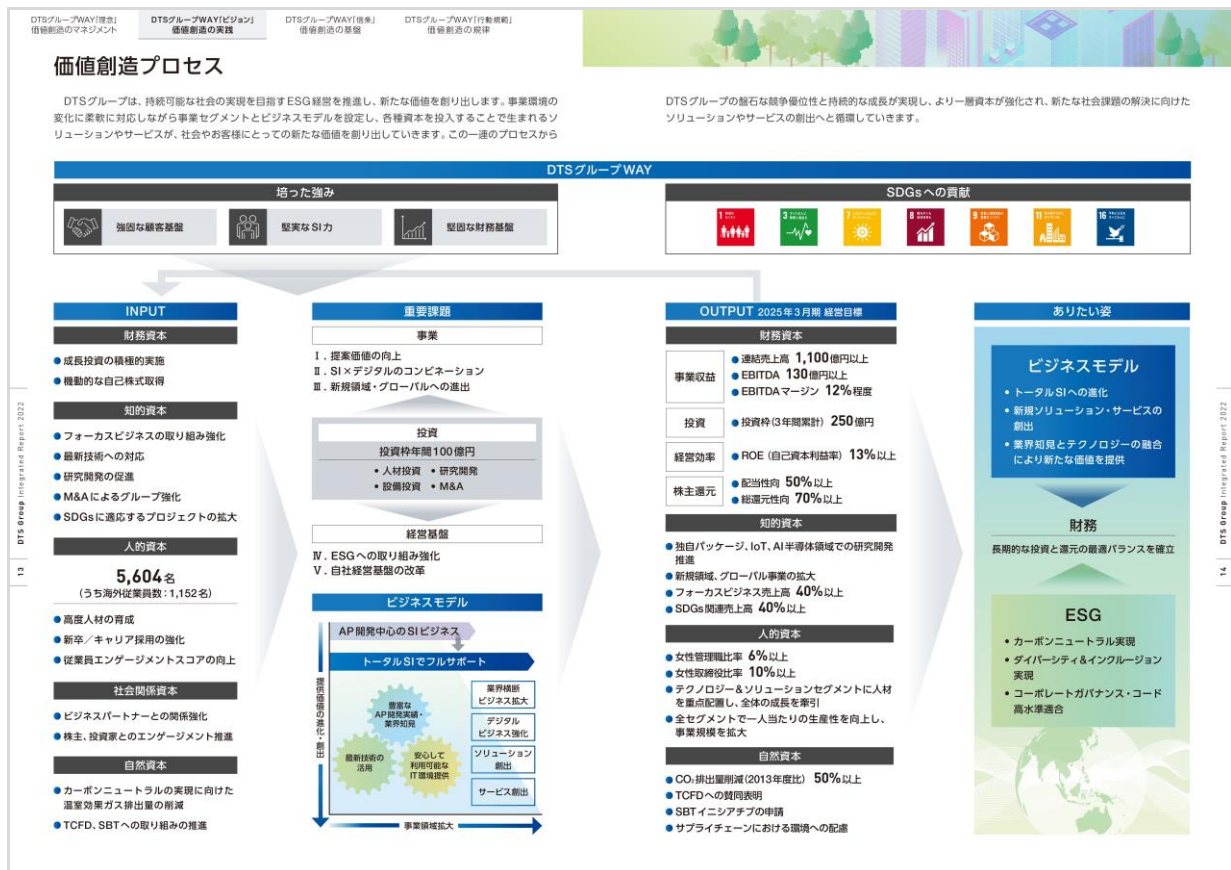 DTSグループWAY「理念」
価値創造のマネジメント
DTSグループWAY「ビジョン」
価値創造の実践
DTSグループWAY「信条」
価値創造の基盤
DTSグループWAY「行動規範」
価値創造の規律
価値創造プロセス
DTSグループは、持続可能な社会の実現を目指すESG経営を推進し、新たな価値を創り出します。事業環境の
変化に柔軟に対応しながら事業セグメントとビジネスモデルを設定し、各種資本を投入することで生まれるソ
リューションやサービスが、社会やお客様にとっての新たな価値を創り出していきます。この一連のプロセスから
DTSグループの盤石な競争優位性と持続的な成長が実現し、より一層資本が強化され、新たな社会課題の解決に向けた
ソリューションやサービスの創出へと循環していきます。
DTSグループWAY
培った強み
強固な顧客基盤
堅実なSI力
堅固な財務基盤
SDGsへの貢献
1
3
7
8
9
11
16
INPUT
財務資本
●成長投資の積極的実施
●機動的な自己株式取得
知的資本
●フォーカスビジネスの取り組み強化
●最新技術への対応
●研究開発の促進
●M&Aによるグループ強化
●SDGsに適応するプロジェクトの拡大
人的資本
5,604名
(うち海外従業員数:1,152名)
●高度人材の育成
●新卒/キャリア採用の強化
●従業員エンゲージメントスコアの向上
社会関係資本
●ビジネスパートナーとの関係強化
●株主、投資家とのエンゲージメント推進
自然資本
●カーボンニュートラルの実現に向けた
温室効果ガス排出量の削減
●TCFD、SBTへの取り組みの推進
重要課題
事業
Ⅰ.提案価値の向上
Ⅱ.SI×デジタルのコンビネーション
Ⅲ.新規領域・グローバルへの進出
投資
投資枠年間100億円
•人材投資 •研究開発
•設備投資 •M&A
経営基盤
Ⅳ.ESGへの取り組み強化
Ⅴ.自社経営基盤の改革
ビジネスモデル
AP開発中心のSIビジネス
トータルSIでフルサポート
提供価値の進化・創出
豊富な
AP開発実績・
業界知見
最新技術の
活用
安心して
利用可能な
IT環境提供
業界横断
ビジネス拡大
デジタル
ビジネス強化
ソリューション
創出
サービス創出
事業領域拡大
OUTPUT 2025年3月期 経営目標
財務資本
事業収益
●連結売上高 1,100億円以上
●EBITDA 130億円以上
●EBITDAマージン 12%程度
投資
●投資枠(3年間累計) 250億円
経営効率
●ROE(自己資本利益率) 13%以上
株主還元
●配当性向 50%以上
●総還元性向 70%以上
知的資本
●独自パッケージ、IoT、AI半導体領域での研究開発
推進
●新規領域、グローバル事業の拡大
●フォーカスビジネス売上高 40%以上
●SDGs関連売上高 40%以上
人的資本
●女性管理職比率 6%以上
●女性取締役比率 10%以上
●テクノロジー&ソリューションセグメントに人材
を重点配置し、全体の成長を牽引
●全セグメントで一人当たりの生産性を向上し、
事業規模を拡大
自然資本
●CO₂排出量削減(2013年度比) 50%以上
●TCFDへの賛同表明
●SBTイニシアチブの申請
●サプライチェーンにおける環境への配慮
ありたい姿
ビジネスモデル
•トータルSIへの進化
•新規ソリューション・サービスの
創出
•業界知見とテクノロジーの融合
により新たな価値を提供
財務
長期的な投資と還元の最適バランスを確立
ESG
•カーボンニュートラル実現
•ダイバーシティ&インクルージョン
実現
•コーポレートガバナンス・コード
高水準適合
DTS Group Integrated Report 2022
13
DTS Group Integrated Report 2022
14